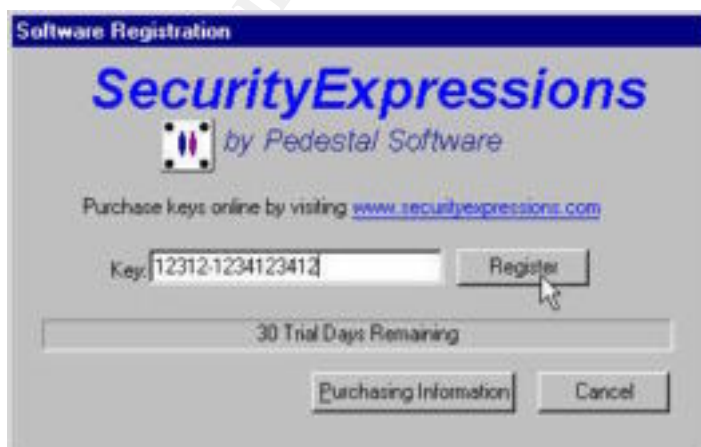 Software Registration
SecurityExpressions
by Pedestal Software
Purchase keys online by visiting www.securityexpressions.com
Key: 12312-1234123412 Register
30 Trial Days Remaining
Purchasing Information Cancel